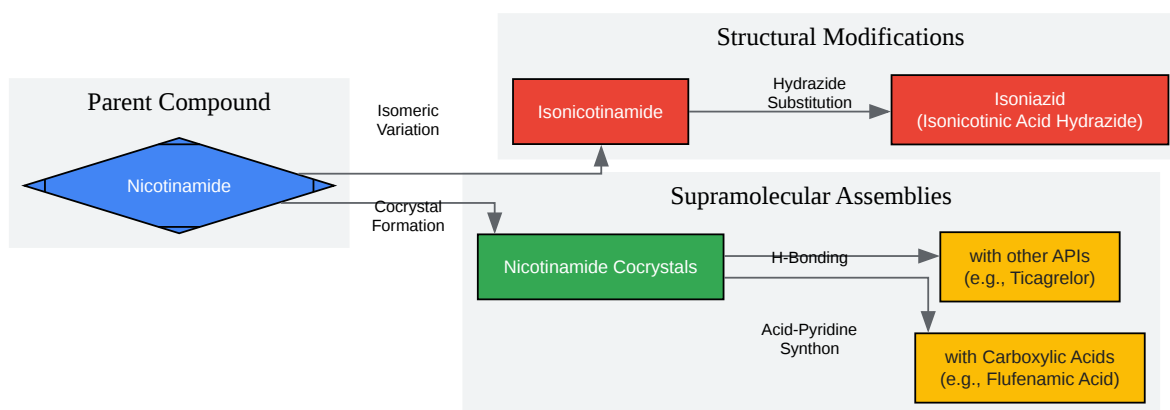 Structural Modifications
Parent Compound
Isomeric
Variation
Isonicotinamide
Hydrazide
Substitution
Isoniazid
(Isonicotinic Acid Hydrazide)
Nicotinamide
Supramolecular Assemblies
Cocrystal
Formation
Nicotinamide Cocrystals
H-Bonding
with other APIs
(e.g., Ticagrelor)
Acid-Pyridine
Synthon
with Carboxylic Acids
(e.g., Flufenamic Acid)